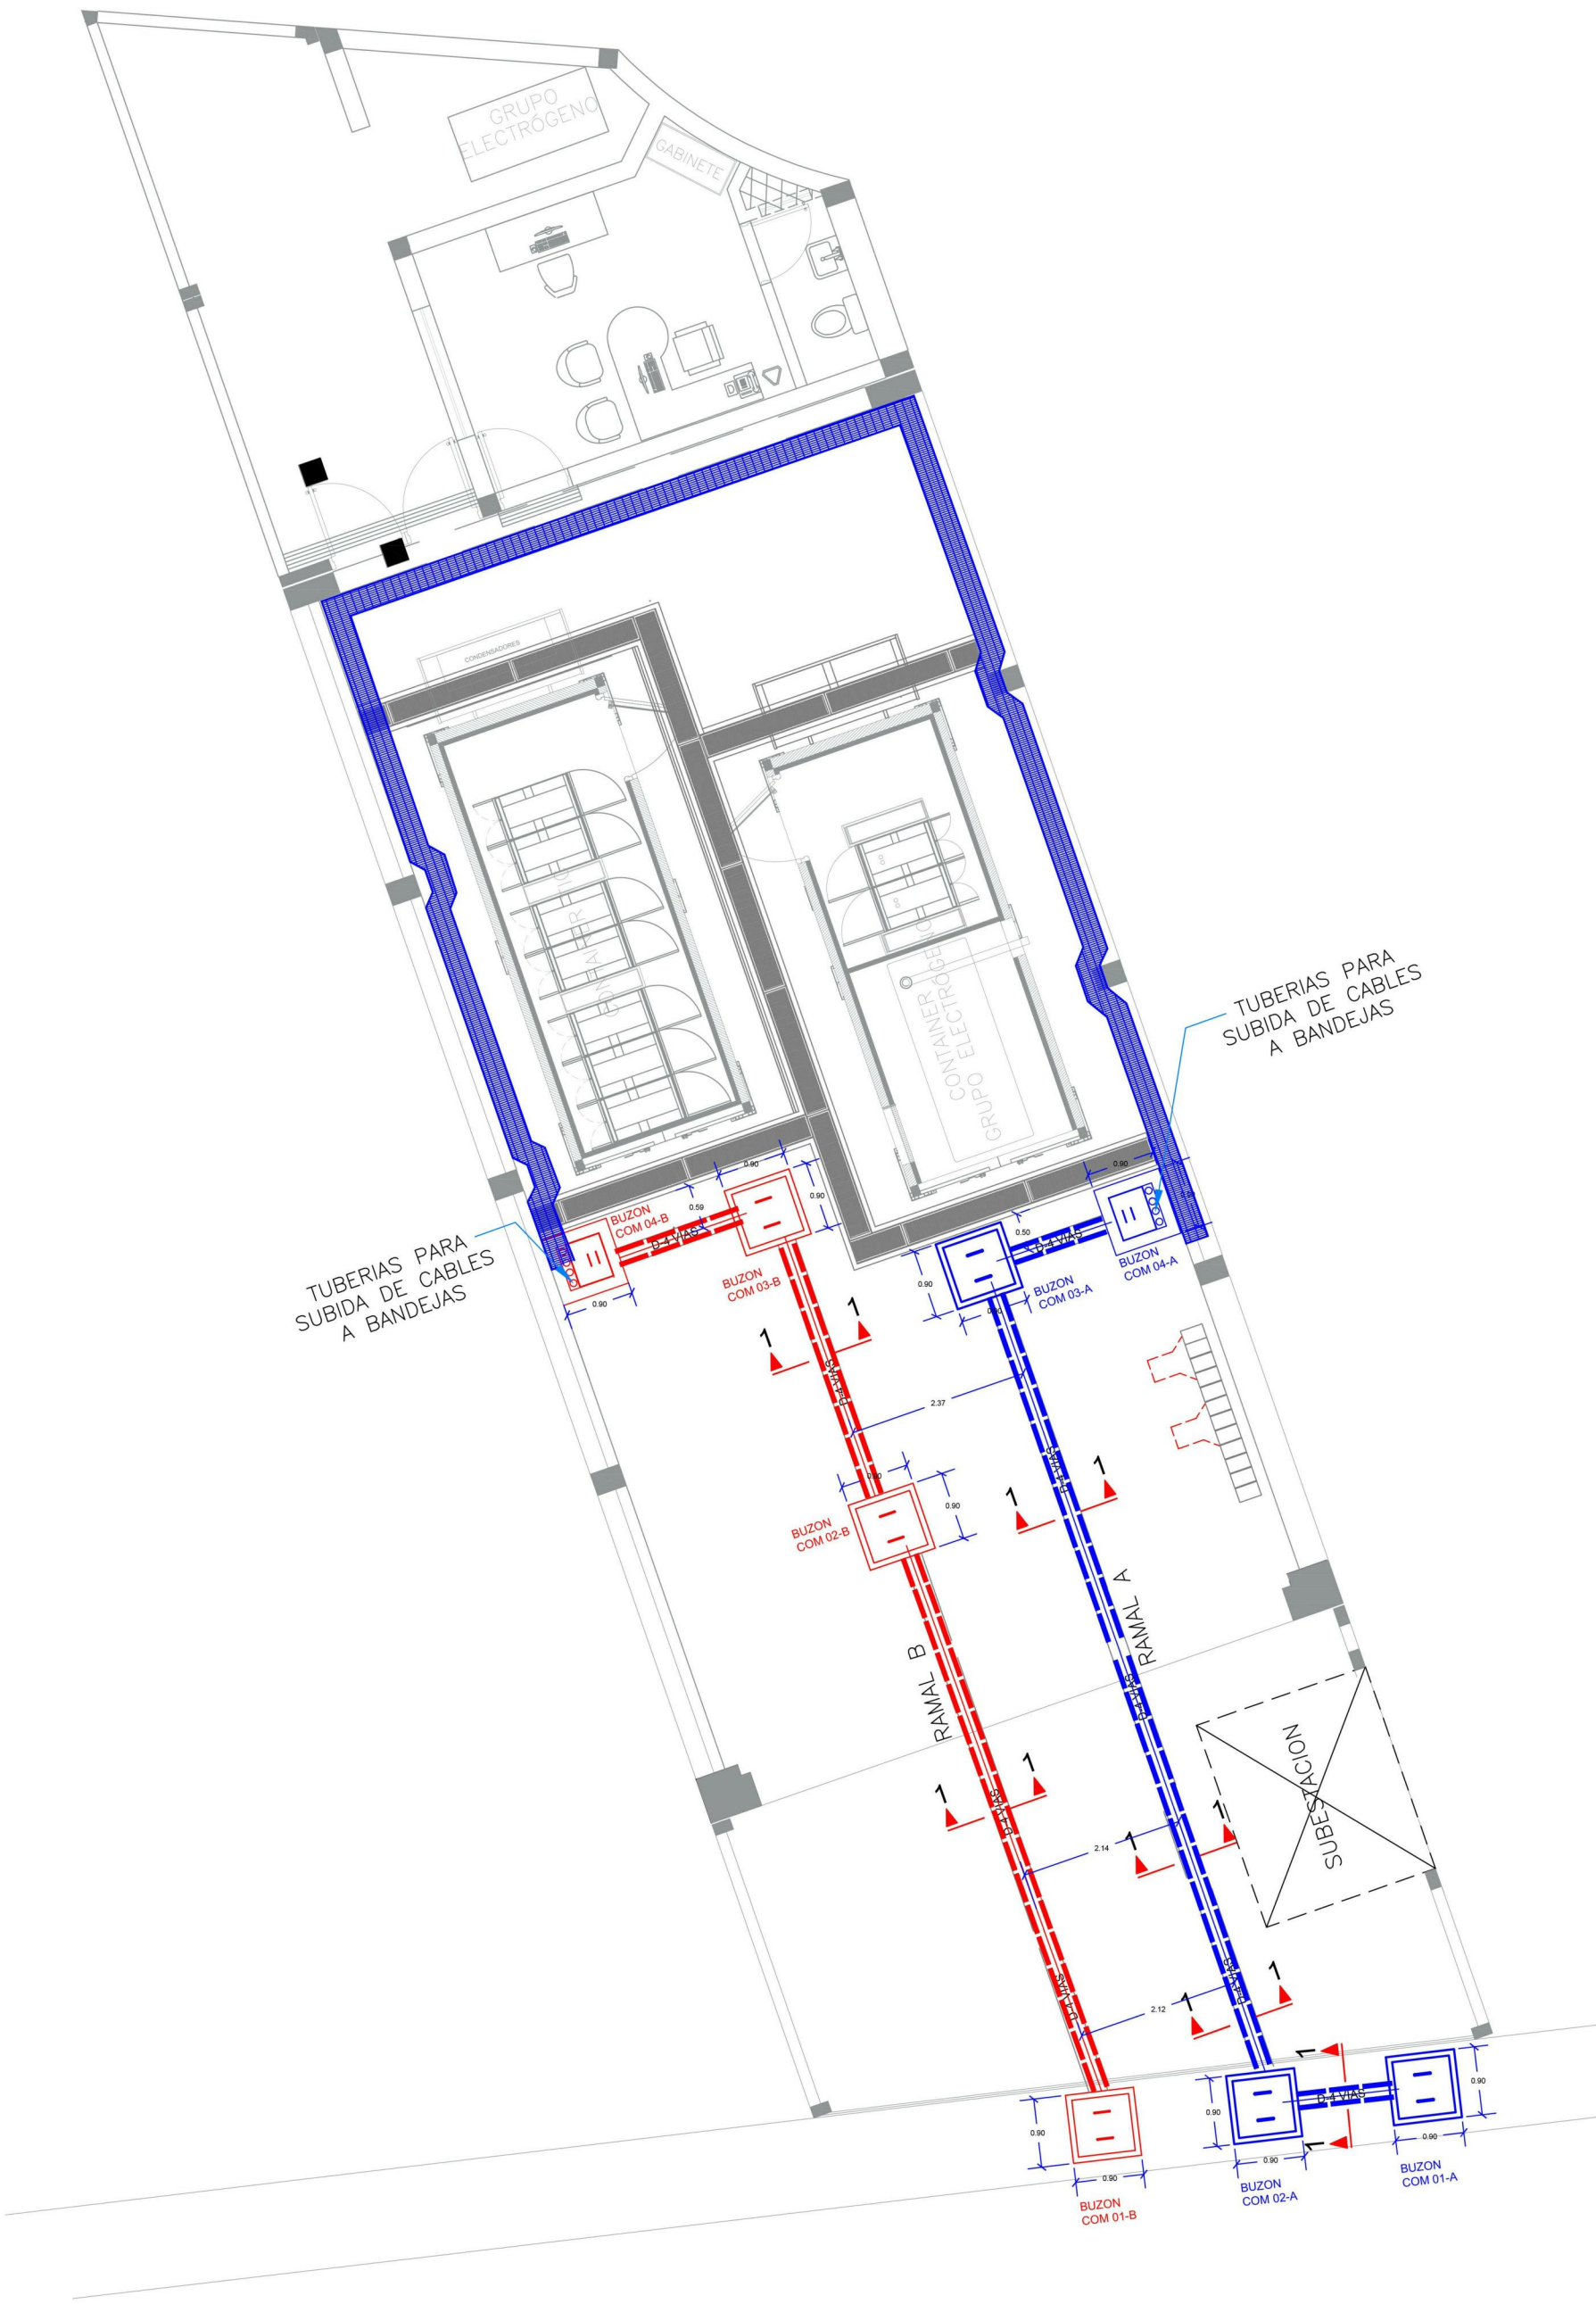 GRUPO
ELECTRÓGENO
GABINETE
CONDENSADORES
CONTAINER
GRUPO ELECTRÓGENO
TUBERIAS PARA
SUBIDA DE CABLES
A BANDEJAS
TUBERIAS PARA
SUBIDA DE CABLES
A BANDEJAS
0.90
0.90
0.59
BUZON
COM 04-B
D-4 VIAS
0.90
BUZON
COM 03-B
0.90
0.50
D-4 VIAS
BUZON
COM 04-A
0.90
0.90
BUZON
COM 03-A
1
1
D-4 VIAS
2.37
D-4 VIAS
1
1
0.90
0.90
BUZON
COM 02-B
RAMAL B
RAMAL A
D-4 VIAS
1
1
D-4 VIAS
2.14
1
1
SUBESTACION
D-4 VIAS
D-4 VIAS
2.12
1
1
1
D-4 VIAS
1
0.90
0.90
BUZON
COM 01-B
0.90
0.90
BUZON
COM 02-A
0.90
0.90
BUZON
COM 01-A